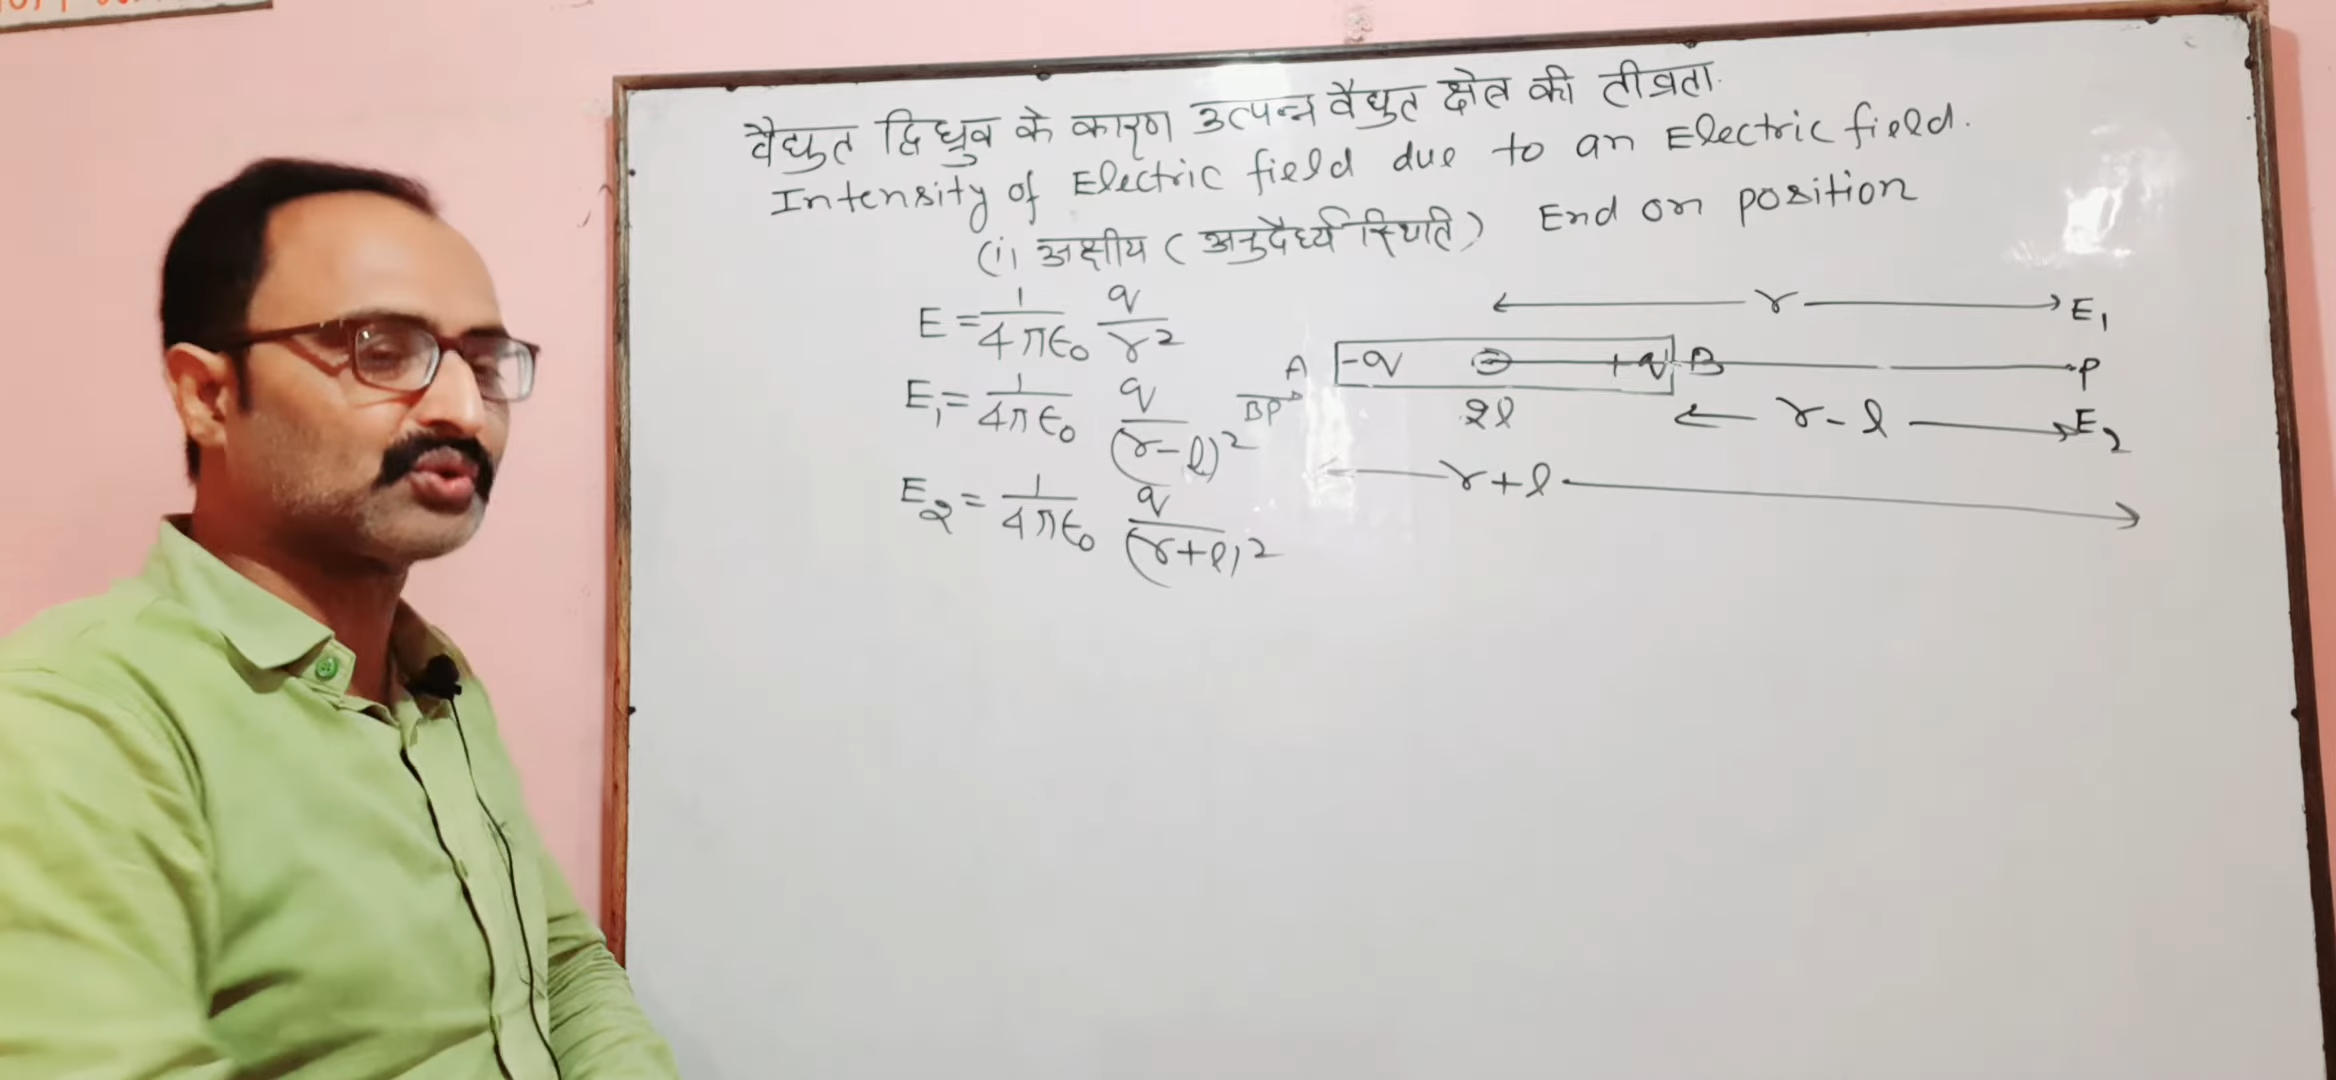 वैद्युत द्विध्रुव के कारण उत्पन्न वैद्युत क्षेत्र की तीव्रता.
Intensity of Electric field due to an Electric field.
(i) अक्षीय ( अनुदैर्ध्य स्थिति) End on position
E = 1/4πϵ₀ q/r²
E₁ = 1/4πϵ₀ q/(r-l)² BP
E₂ = 1/4πϵ₀ q/(r+l)²
r E₁
A -q +q B P
2l r-l E₂
r+l